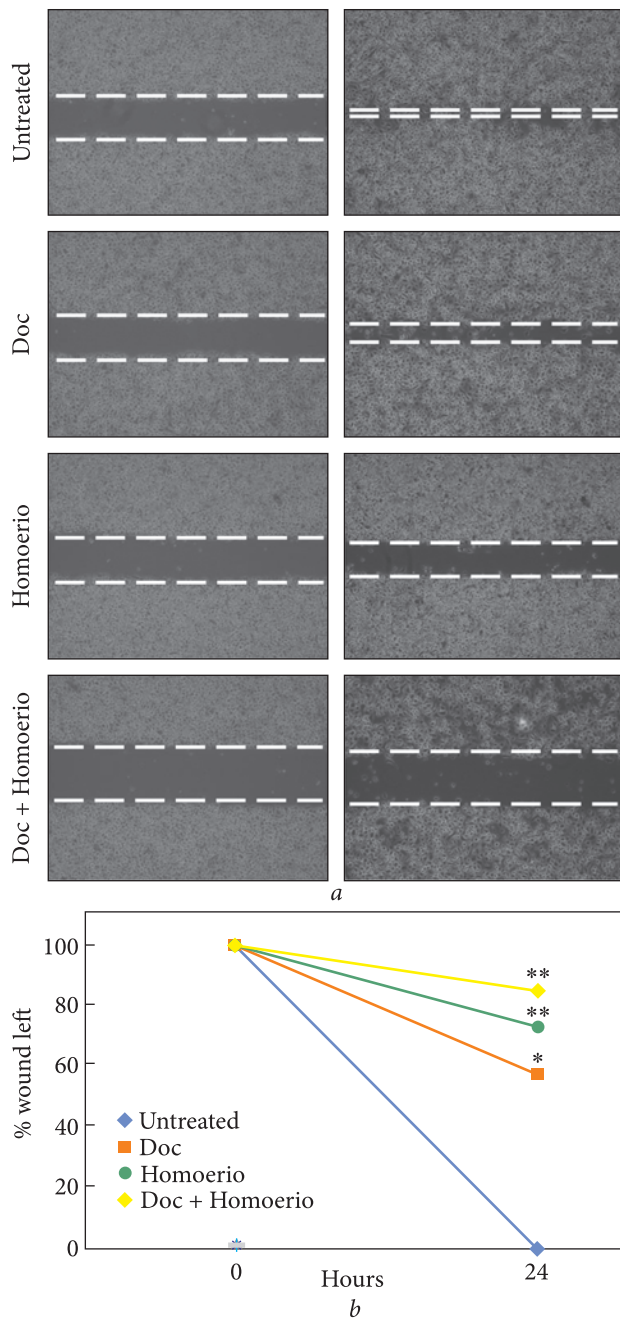 Untreated
Doc
Homoerio
Doc + Homoerio
a
% wound left
100
80
60
40
20
0
**
**
*
Untreated
Doc
Homoerio
Doc + Homoerio
0
24
Hours
b